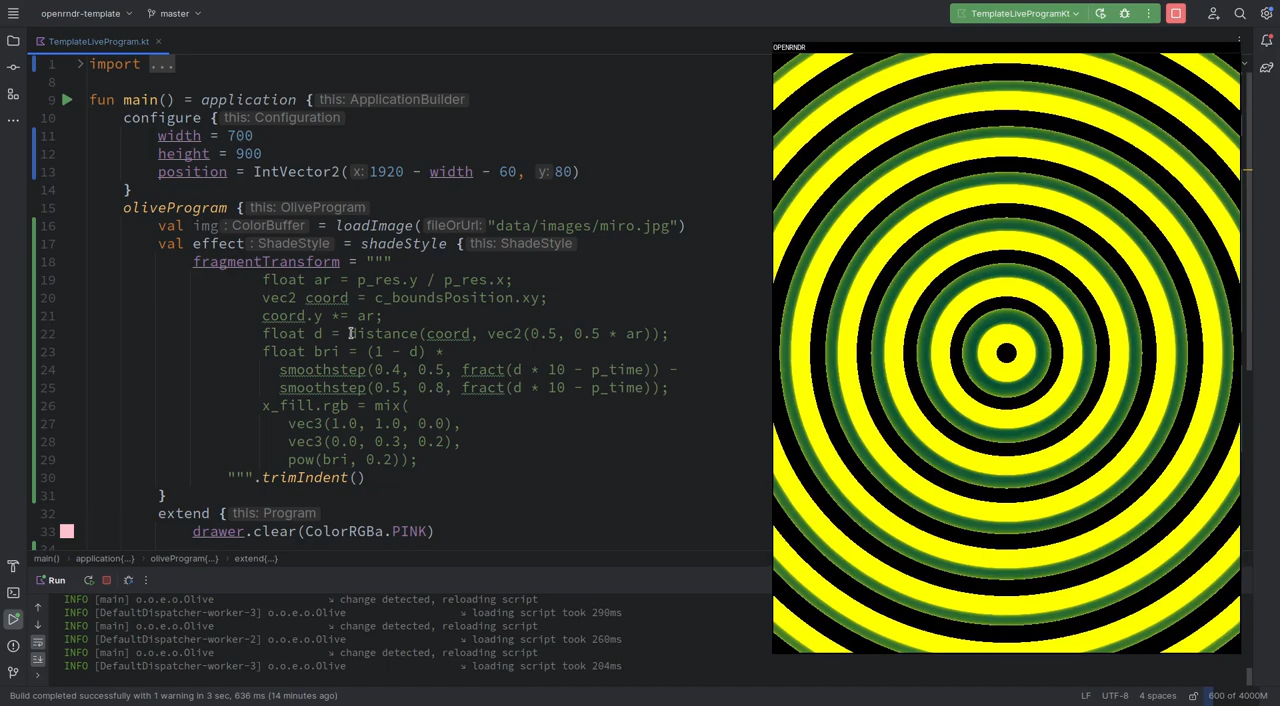 openrndr-template
master
TemplateLiveProgramKt
TemplateLiveProgram.kt
OPENRNDR
1 import ...
8
9 fun main() = application { this: ApplicationBuilder
10 configure { this: Configuration
11 width = 700
12 height = 900
13 position = IntVector2( x: 1920 - width - 60, y: 80)
14 }
15 oliveProgram { this: OliveProgram
16 val img : ColorBuffer = loadImage( fileOrUrl: "data/images/miro.jpg")
17 val effect : ShadeStyle = shadeStyle { this: ShadeStyle
18 fragmentTransform = """
19 float ar = p_res.y / p_res.x;
20 vec2 coord = c_boundsPosition.xy;
21 coord.y *= ar;
22 float d = distance(coord, vec2(0.5, 0.5 * ar));
23 float bri = (1 - d) *
24 smoothstep(0.4, 0.5, fract(d * 10 - p_time)) -
25 smoothstep(0.5, 0.8, fract(d * 10 - p_time));
26 x_fill.rgb = mix(
27 vec3(1.0, 1.0, 0.0),
28 vec3(0.0, 0.3, 0.2),
29 pow(bri, 0.2));
30 """.trimIndent()
31 }
32 extend { this: Program
33 drawer.clear(ColorRGBa.PINK)
34
main() application{...} oliveProgram{...} extend{...}
Run
INFO [main] o.o.e.o.Olive ↘ change detected, reloading script
INFO [DefaultDispatcher-worker-3] o.o.e.o.Olive ↘ loading script took 290ms
INFO [main] o.o.e.o.Olive ↘ change detected, reloading script
INFO [DefaultDispatcher-worker-2] o.o.e.o.Olive ↘ loading script took 260ms
INFO [main] o.o.e.o.Olive ↘ change detected, reloading script
INFO [DefaultDispatcher-worker-3] o.o.e.o.Olive ↘ loading script took 204ms
Build completed successfully with 1 warning in 3 sec, 636 ms (14 minutes ago)
LF UTF-8 4 spaces 600 of 4000M